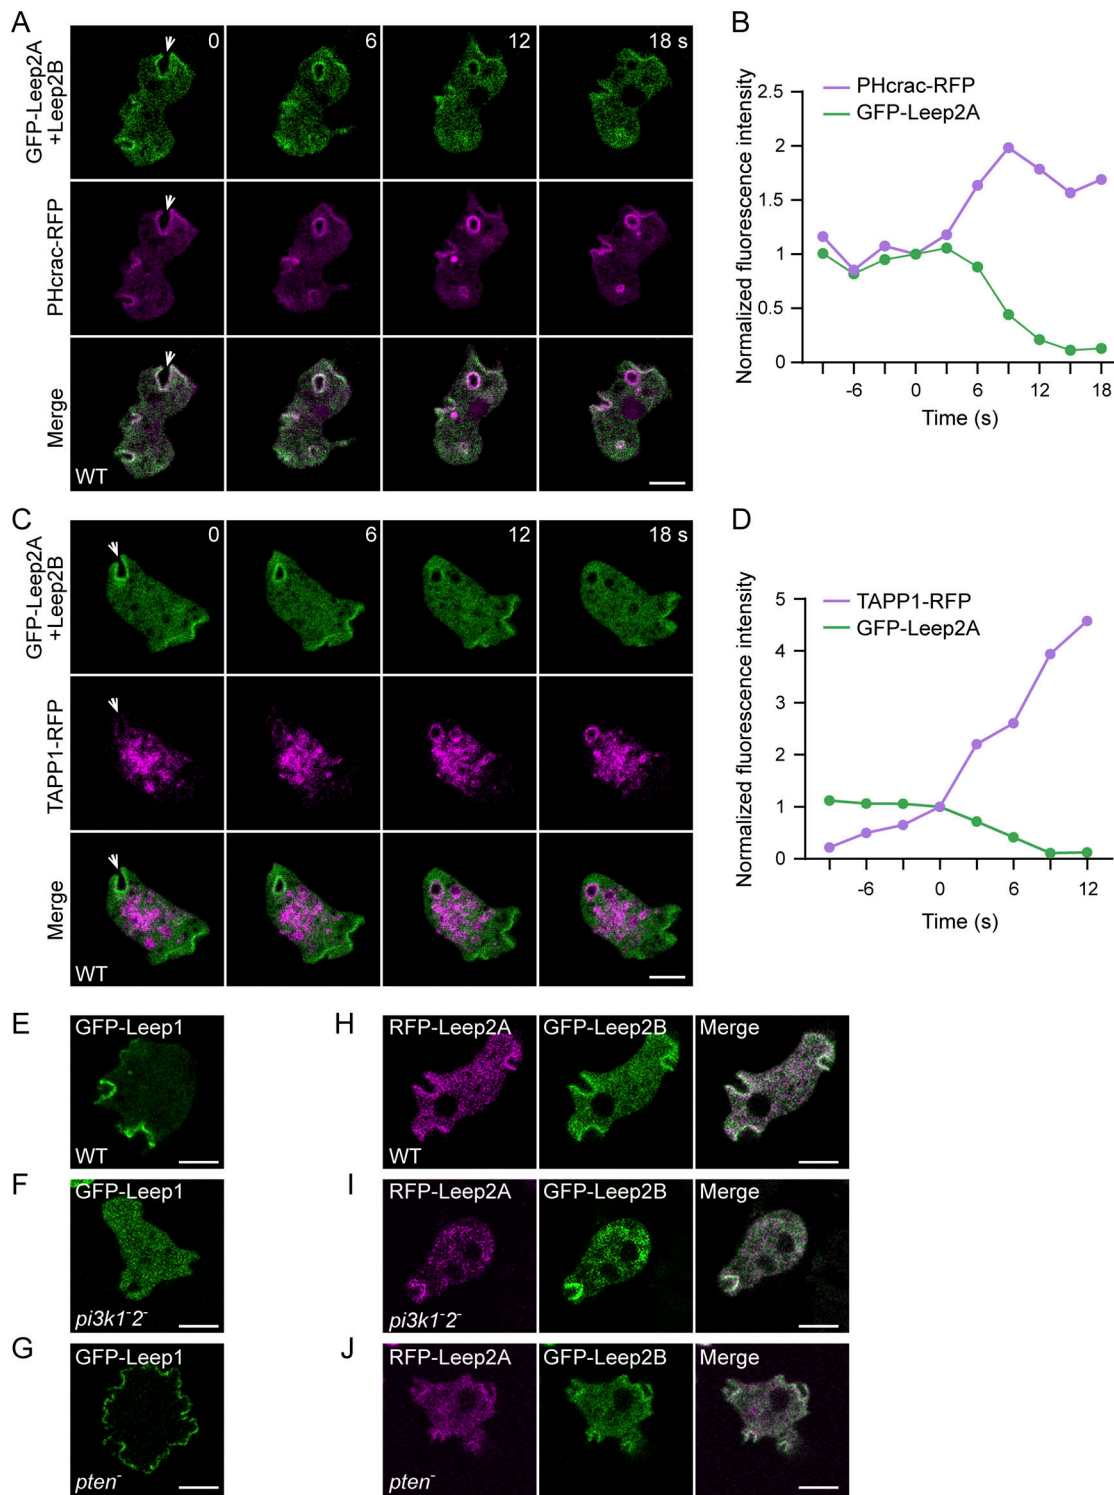 A
0
6
12
18 s
GFP-Leep2A
+Leep2B
PHcrac-RFP
Merge
WT
B
PHcrac-RFP
GFP-Leep2A
Normalized fluorescence intensity
2.5
2
1.5
1
0.5
0
-6
0
6
12
18
Time (s)
C
0
6
12
18 s
GFP-Leep2A
+Leep2B
TAPP1-RFP
Merge
WT
D
TAPP1-RFP
GFP-Leep2A
Normalized fluorescence intensity
5
4
3
2
1
0
-6
0
6
12
Time (s)
E
GFP-Leep1
WT
F
GFP-Leep1
pi3k1⁻2⁻
G
GFP-Leep1
pten⁻
H
RFP-Leep2A
GFP-Leep2B
Merge
WT
I
RFP-Leep2A
GFP-Leep2B
Merge
pi3k1⁻2⁻
J
RFP-Leep2A
GFP-Leep2B
Merge
pten⁻